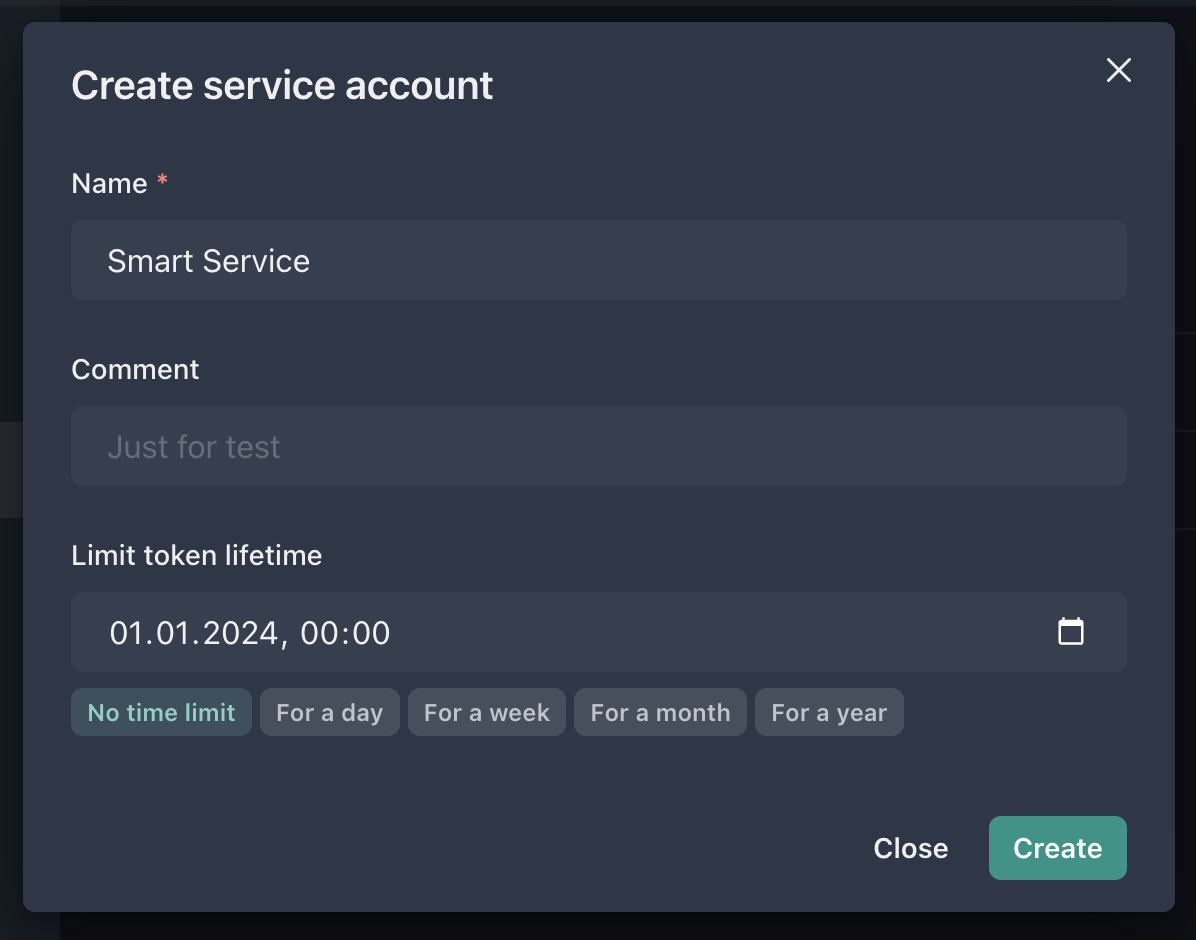 Create service account
Name *
Smart Service
Comment
Just for test
Limit token lifetime
01.01.2024, 00:00
No time limit For a day For a week For a month For a year
Close Create